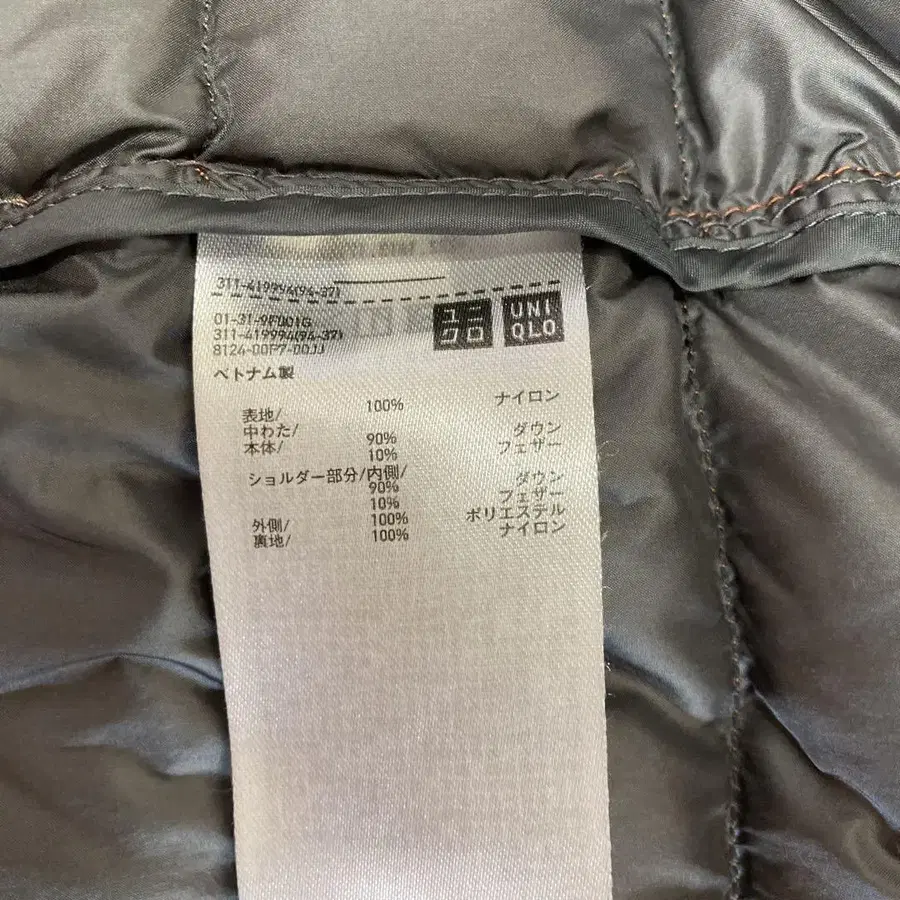 311-419994(94-37)
01-31-9F001G
311-419994(94-37)
8124-00F7-00JJ
ユニクロ
UNIQLO
ベトナム製
表地/ 100% ナイロン
中わた/
本体/ 90% ダウン
10% フェザー
ショルダー部分/内側/
90% ダウン
10% フェザー
外側/ 100% ポリエステル
裏地/ 100% ナイロン